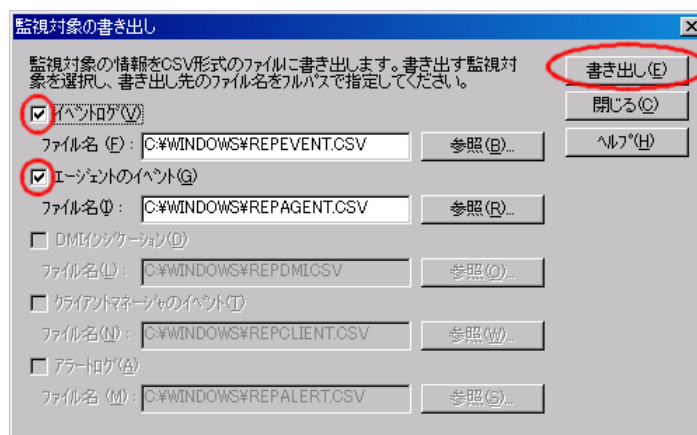 監視対象の書き出し
監視対象の情報をCSV形式のファイルに書き出します。書き出す監視対
象を選択し、書き出し先のファイル名をフルパスで指定してください。
書き出し(E)
閉じる(C)
ヘルプ(H)
イベントログ(V)
ファイル名 (F) : C:¥WINDOWS¥REPEVENT.CSV 参照(B)...
エージェントのイベント(G)
ファイル名(I) : C:¥WINDOWS¥REPAGENT.CSV 参照(R)...
DMIインジケーション(D)
ファイル名(L) : C:¥WINDOWS¥REPDMICSV 参照(O)...
クライアントマネージャのイベント(T)
ファイル名(N) : C:¥WINDOWS¥REPCLIENT.CSV 参照(W)...
アラートログ(A)
ファイル名 (M) : C:¥WINDOWS¥REPALERT.CSV 参照(S)...